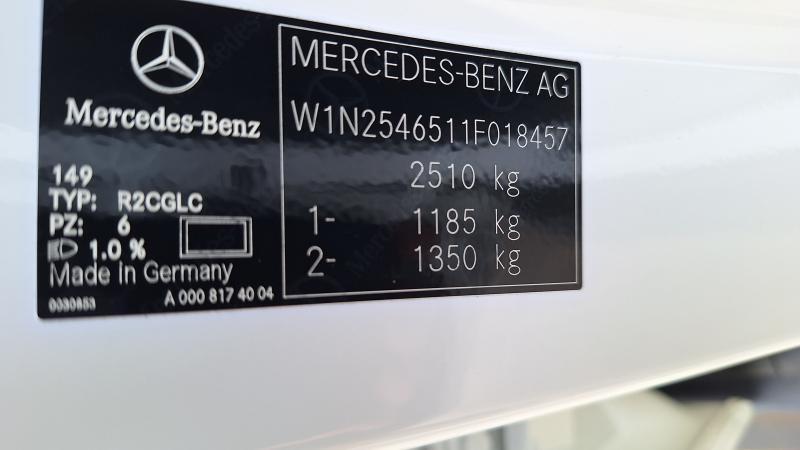 Mercedes-Benz
149
TYP: R2CGLC
PZ: 6
1.0 %
Made in Germany
0030853
A 000 817 40 04
MERCEDES-BENZ AG
W1N2546511F018457
2510 kg
1- 1185 kg
2- 1350 kg